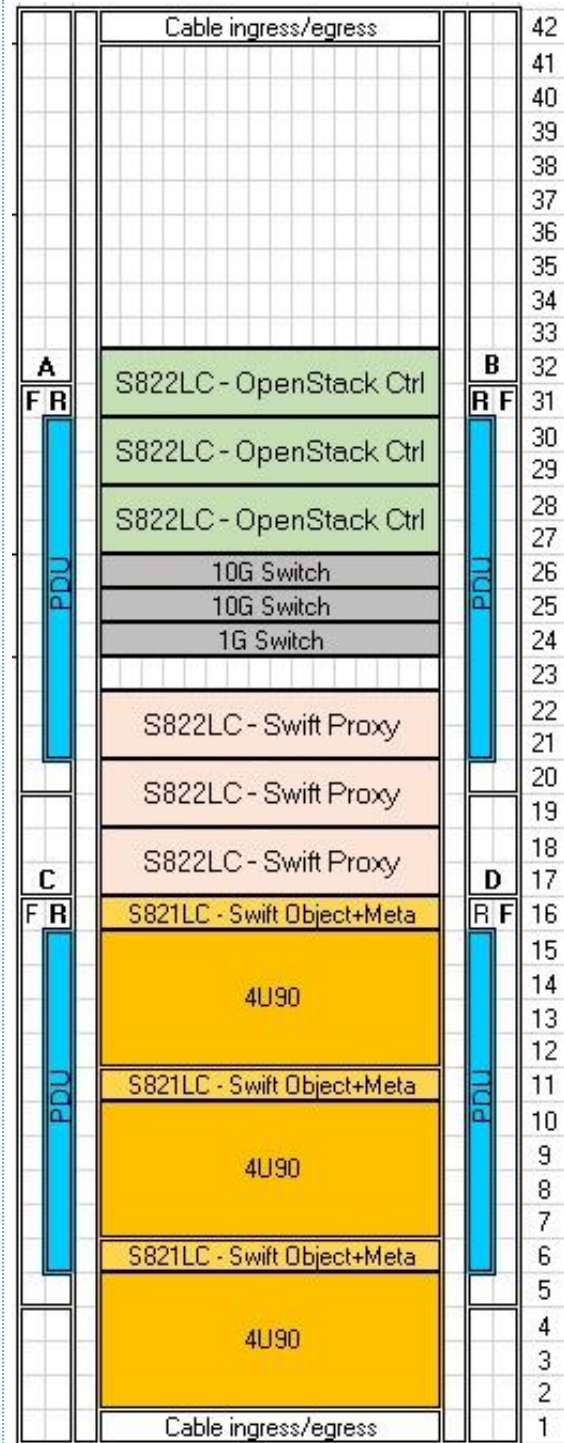 Cable ingress/egress 42
41
40
39
38
37
36
35
34
33
A B 32
S822LC - OpenStack Ctrl
F R R F 31
30
S822LC - OpenStack Ctrl
29
28
S822LC - OpenStack Ctrl
27
10G Switch 26
PDU 10G Switch PDU 25
1G Switch 24
23
22
S822LC - Swift Proxy
21
20
S822LC - Swift Proxy
19
18
S822LC - Swift Proxy
C D 17
F R S821LC - Swift Object+Meta R F 16
15
14
4U90
13
12
PDU S821LC - Swift Object+Meta PDU 11
10
9
4U90
8
7
S821LC - Swift Object+Meta 6
5
4
4U90
3
2
Cable ingress/egress 1